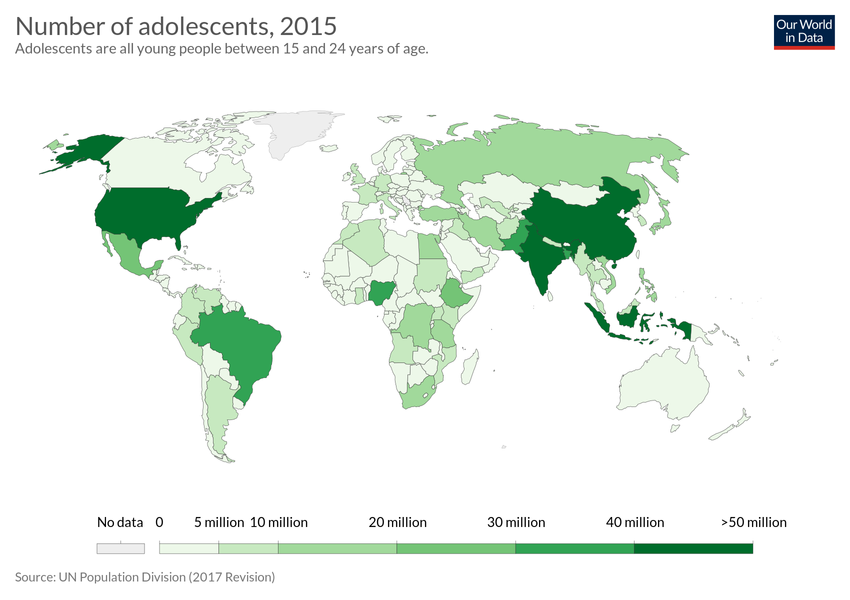 Number of adolescents, 2015
Adolescents are all young people between 15 and 24 years of age.
Our World
in Data
No data 0 5 million 10 million 20 million 30 million 40 million >50 million
Source: UN Population Division (2017 Revision)